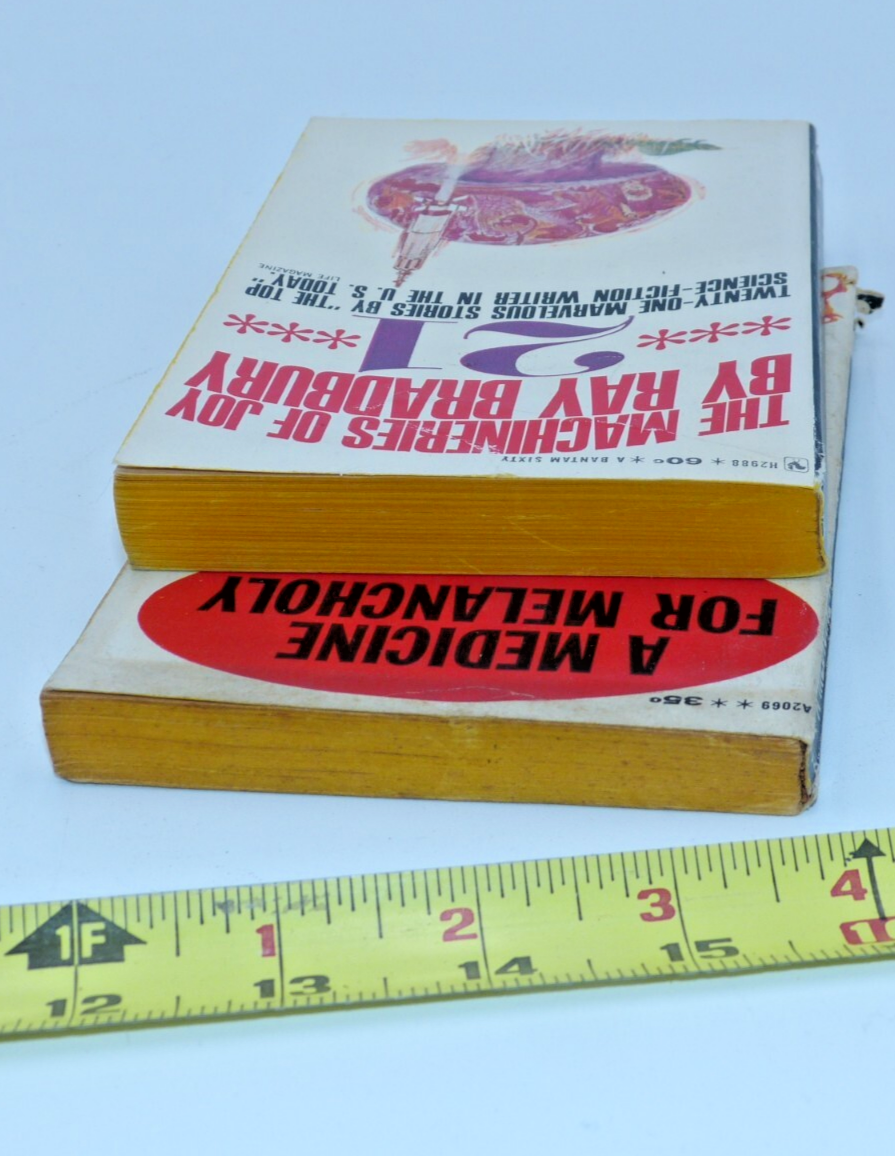 H2988 * 60¢ * A BANTAM SIXTY
THE MACHINERIES OF JOY
BY RAY BRADBURY
*** 21 ***
TWENTY-ONE MARVELOUS STORIES BY "THE TOP
SCIENCE-FICTION WRITER IN THE U. S. TODAY."
LIFE MAGAZINE
A2069 * * 35¢
A MEDICINE
FOR MELANCHOLY
1F 1 2 3 4
12 13 14 15